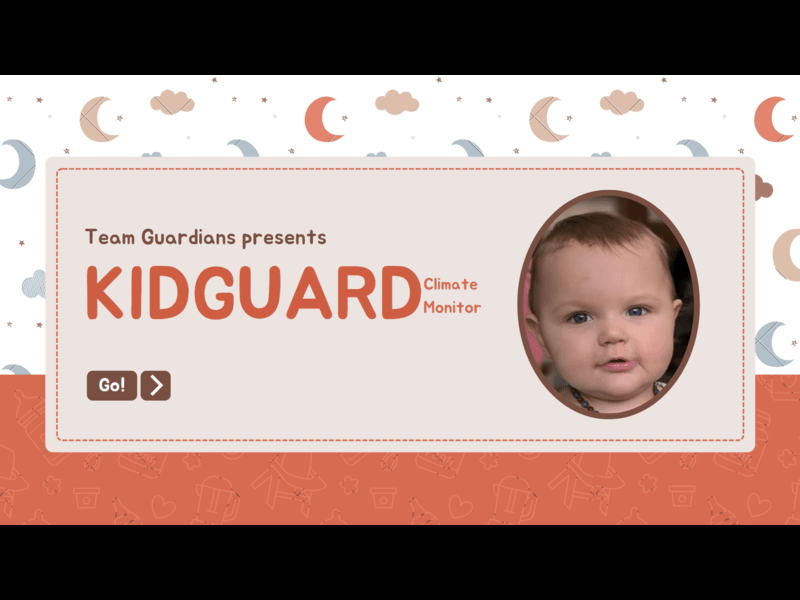 Team Guardians presents
KIDGUARD
Climate
Monitor
Go!